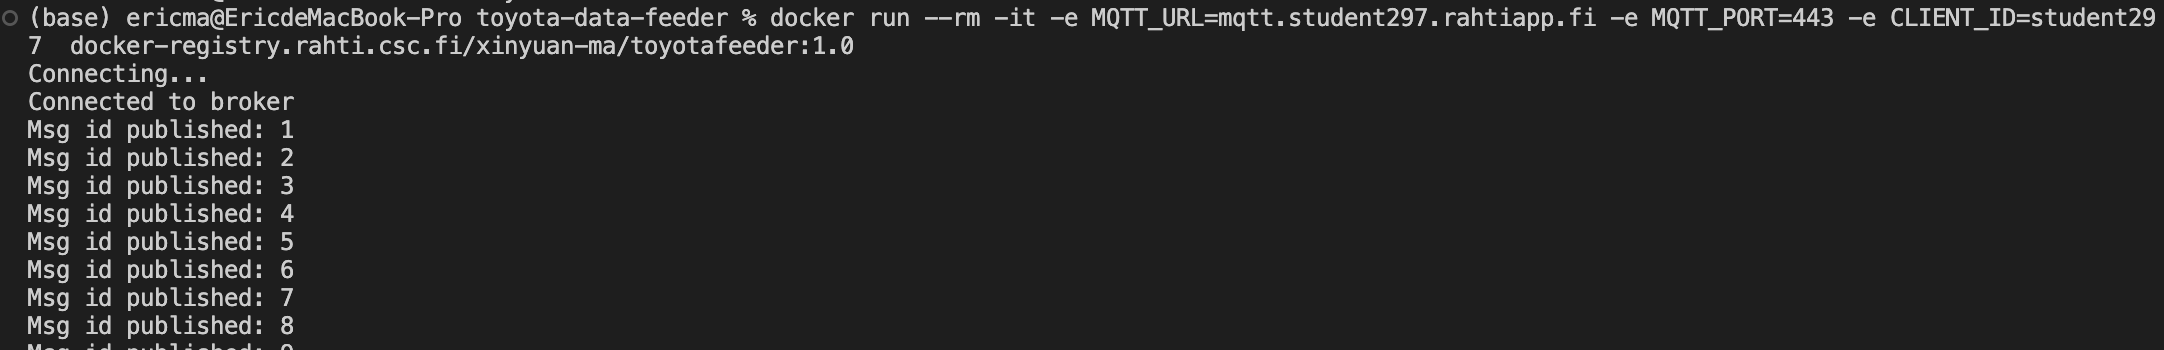 (base) ericma@EricdeMacBook-Pro toyota-data-feeder % docker run --rm -it -e MQTT_URL=mqtt.student297.rahtiapp.fi -e MQTT_PORT=443 -e CLIENT_ID=student29
7  docker-registry.rahti.csc.fi/xinyuan-ma/toyotafeeder:1.0
Connecting...
Connected to broker
Msg id published: 1
Msg id published: 2
Msg id published: 3
Msg id published: 4
Msg id published: 5
Msg id published: 6
Msg id published: 7
Msg id published: 8